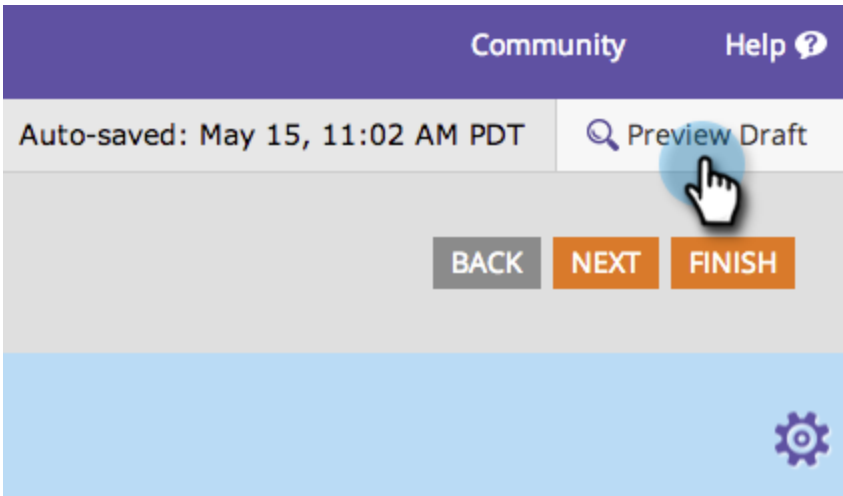 Community Help
Auto-saved: May 15, 11:02 AM PDT Preview Draft
BACK NEXT FINISH